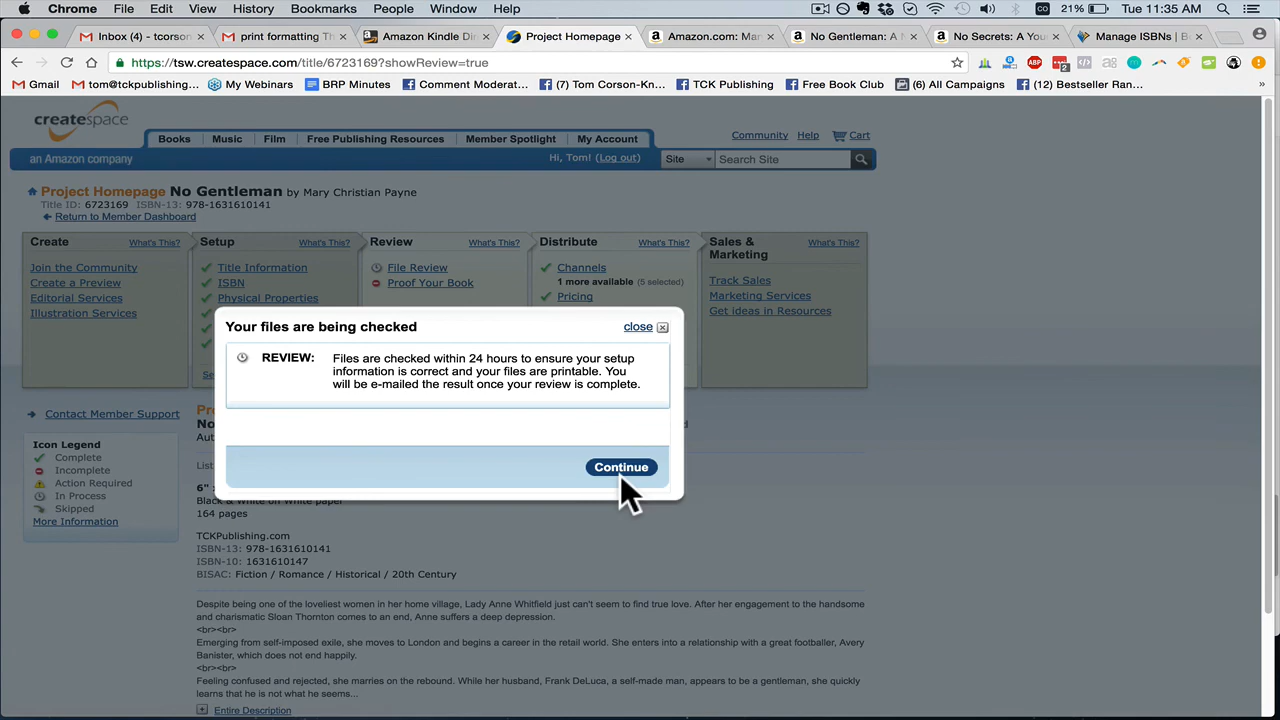 Chrome File Edit View History Bookmarks People Window Help 21% Tue 11:35 AM
Inbox (4) - tcorson × print formatting Th × Amazon Kindle Dir × Project Homepage × Amazon.com: Mar × No Gentleman: A N × No Secrets: A You × Manage ISBNs | B ×
https://tsw.createspace.com/title/6723169?showReview=true
Gmail tom@tckpublishing... My Webinars BRP Minutes Comment Moderat... (7) Tom Corson-Kn... TCK Publishing Free Book Club (6) All Campaigns (12) Bestseller Ran... »
createspace
Books Music Film Free Publishing Resources Member Spotlight My Account Community Help Cart
an Amazon company Hi, Tom! (Log out) Site Search Site
Project Homepage No Gentleman by Mary Christian Payne
Title ID: 6723169 ISBN-13: 978-1631610141
Return to Member Dashboard
Create What's This? Setup What's This? Review What's This? Distribute What's This? Sales & Marketing What's This?
Join the Community Title Information File Review Channels Track Sales
Create a Preview ISBN Proof Your Book 1 more available (5 selected) Marketing Services
Editorial Services Physical Properties Pricing Get ideas in Resources
Illustration Services
Your files are being checked close
REVIEW: Files are checked within 24 hours to ensure your setup
information is correct and your files are printable. You
will be e-mailed the result once your review is complete.
Continue
Contact Member Support
Icon Legend
Complete
Incomplete
Action Required
In Process
Skipped
More Information
Black & White on White paper
164 pages
TCKPublishing.com
ISBN-13: 978-1631610141
ISBN-10: 1631610147
BISAC: Fiction / Romance / Historical / 20th Century
Despite being one of the loveliest women in her home village, Lady Anne Whitfield just can't seem to find true love. After her engagement to the handsome
and charismatic Sloan Thornton comes to an end, Anne suffers a deep depression.
<br><br>
Emerging from self-imposed exile, she moves to London and begins a career in the retail world. She enters into a relationship with a great footballer, Avery
Banister, which does not end happily.
<br><br>
Feeling confused and rejected, she marries on the rebound. While her husband, Frank DeLuca, a self-made man, appears to be a gentleman, she quickly
learns that he is not what he seems...
Entire Description